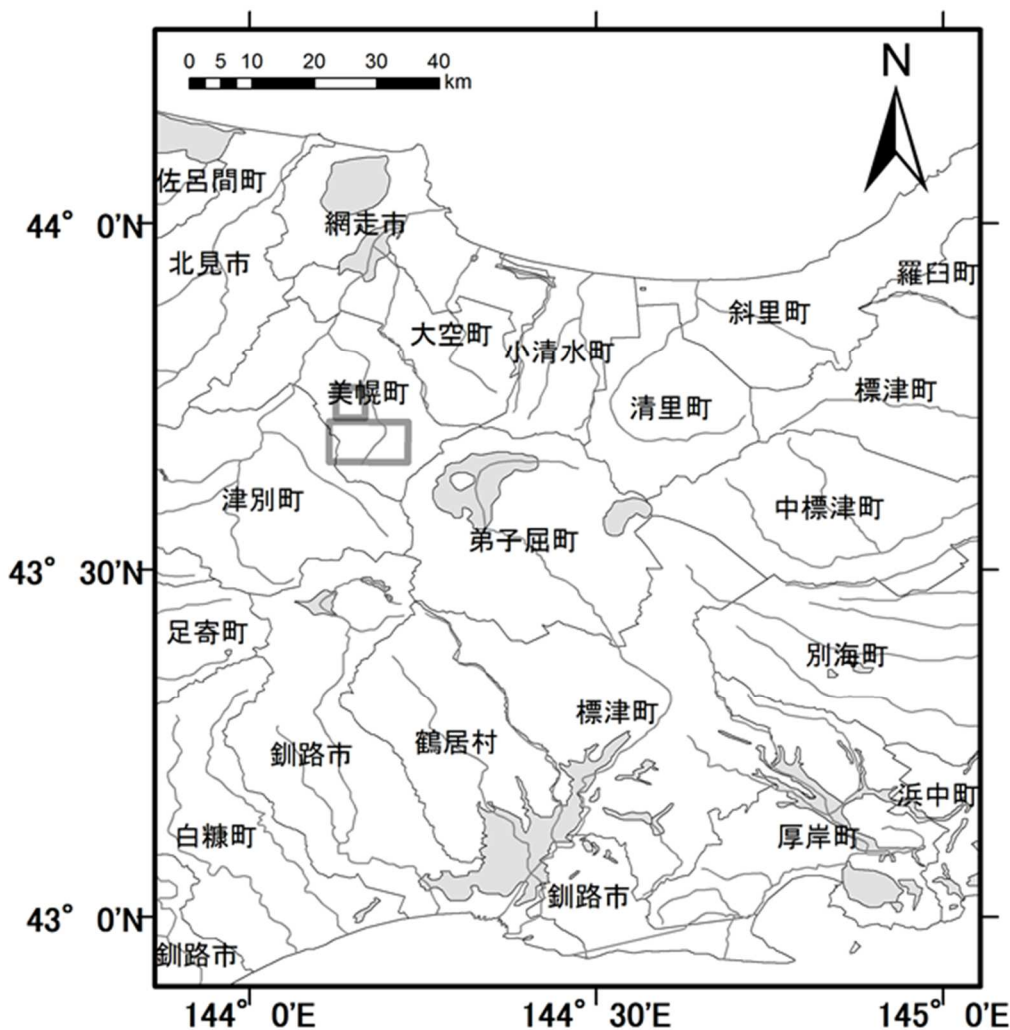 0 5 10 20 30 40
km
N
佐呂間町
44° 0'N
網走市
北見市
羅臼町
斜里町
大空町
小清水町
美幌町
標津町
清里町
津別町
中標津町
弟子屈町
43° 30'N
足寄町
別海町
標津町
釧路市
鶴居村
浜中町
白糠町
厚岸町
釧路市
43° 0'N
釧路市
144° 0'E
144° 30'E
145° 0'E